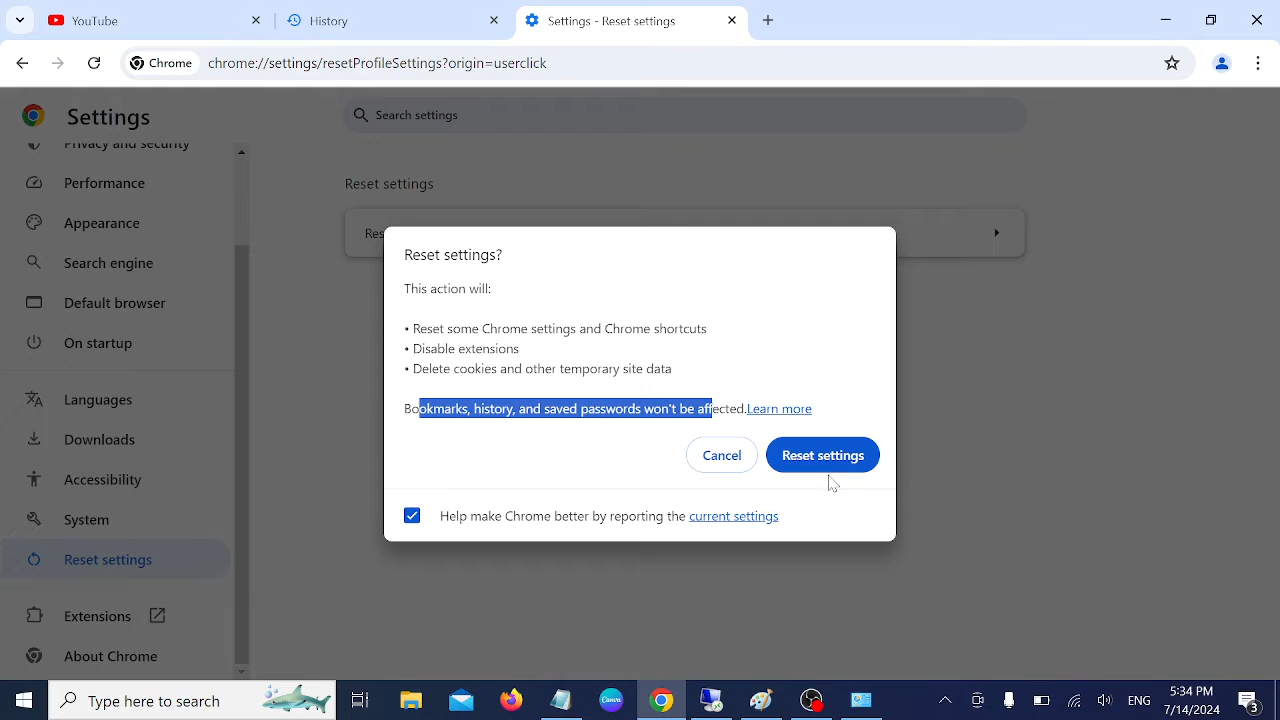 YouTube
History
Settings - Reset settings
Chrome
chrome://settings/resetProfileSettings?origin=userclick
Settings
Search settings
Privacy and security
Performance
Appearance
Search engine
Default browser
On startup
Languages
Downloads
Accessibility
System
Reset settings
Extensions
About Chrome
Reset settings
Res
Reset settings?
This action will:
• Reset some Chrome settings and Chrome shortcuts
• Disable extensions
• Delete cookies and other temporary site data
Bookmarks, history, and saved passwords won't be affected.Learn more
Cancel
Reset settings
Help make Chrome better by reporting the current settings
Type here to search
Canva
ENG
5:34 PM
7/14/2024
3